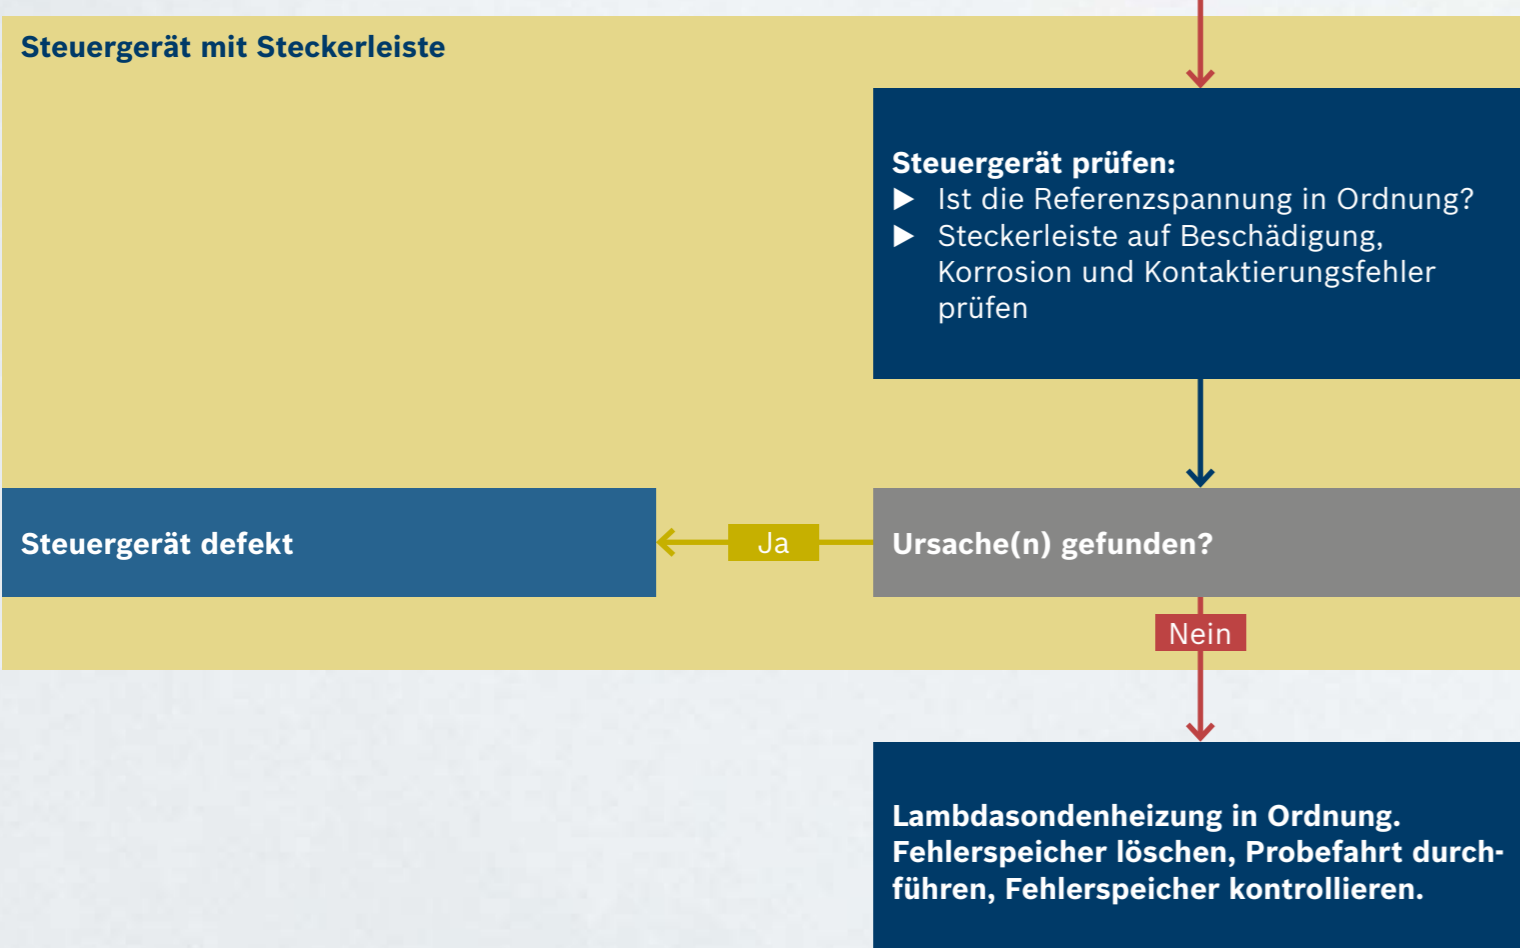 Steuergerät mit Steckerleiste
Steuergerät prüfen:
▶ Ist die Referenzspannung in Ordnung?
▶ Steckerleiste auf Beschädigung,
Korrosion und Kontaktierungsfehler
prüfen
Steuergerät defekt
Ja
Ursache(n) gefunden?
Nein
Lambdasondenheizung in Ordnung.
Fehlerspeicher löschen, Probefahrt durch-
führen, Fehlerspeicher kontrollieren.